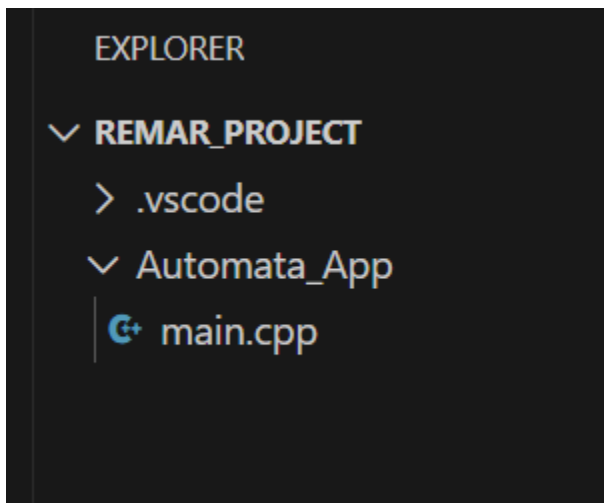 EXPLORER
REMAR_PROJECT
.vscode
Automata_App
main.cpp